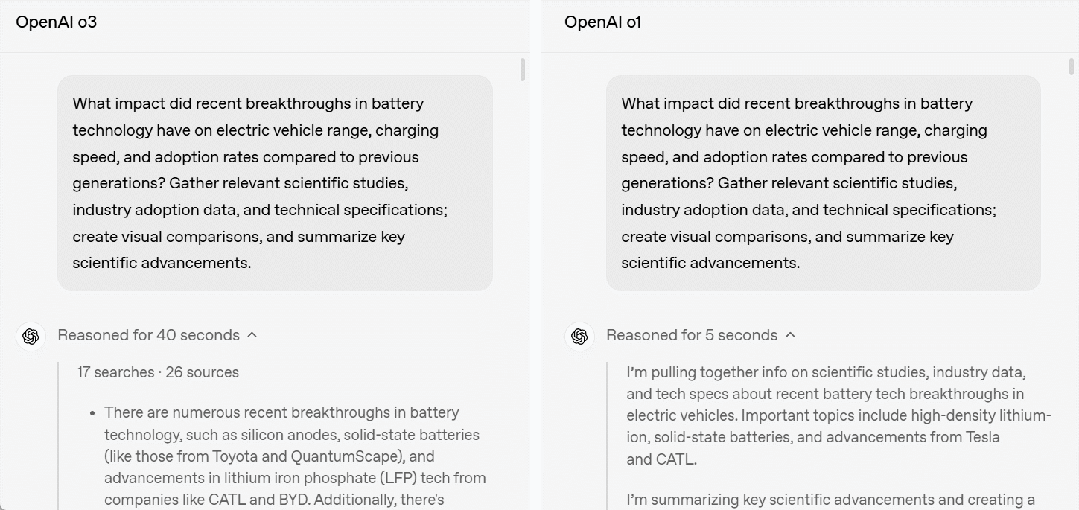 OpenAI o3
What impact did recent breakthroughs in battery
technology have on electric vehicle range, charging
speed, and adoption rates compared to previous
generations? Gather relevant scientific studies,
industry adoption data, and technical specifications;
create visual comparisons, and summarize key
scientific advancements.
Reasoned for 40 seconds
17 searches · 26 sources
• There are numerous recent breakthroughs in battery
technology, such as silicon anodes, solid-state batteries
(like those from Toyota and QuantumScape), and
advancements in lithium iron phosphate (LFP) tech from
companies like CATL and BYD. Additionally, there's
OpenAI o1
What impact did recent breakthroughs in battery
technology have on electric vehicle range, charging
speed, and adoption rates compared to previous
generations? Gather relevant scientific studies,
industry adoption data, and technical specifications;
create visual comparisons, and summarize key
scientific advancements.
Reasoned for 5 seconds
I'm pulling together info on scientific studies, industry data,
and tech specs about recent battery tech breakthroughs in
electric vehicles. Important topics include high-density lithium-
ion, solid-state batteries, and advancements from Tesla
and CATL.
I'm summarizing key scientific advancements and creating a